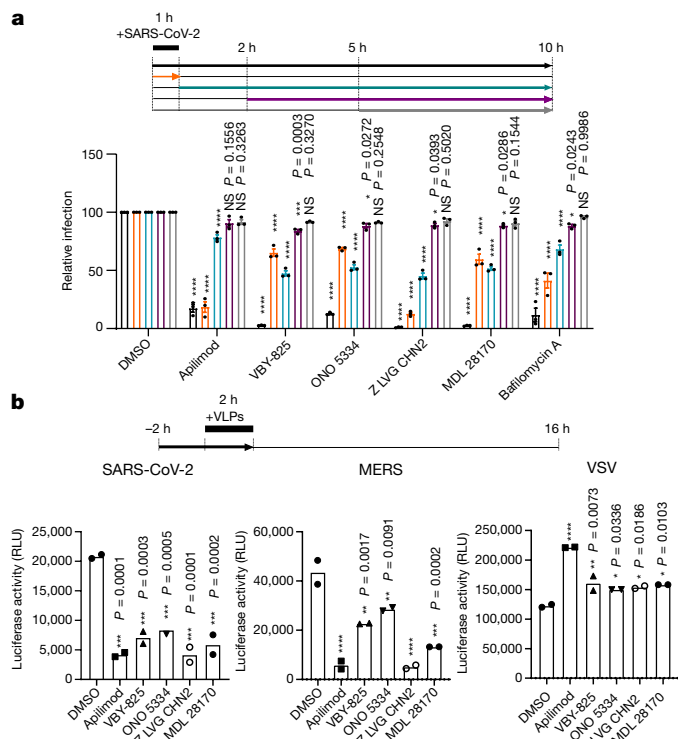 a
1 h
+SARS-CoV-2
2 h
5 h
10 h
Relative infection
150
100
50
0
****
****
****
NS P = 0.1556
NS P = 0.3263
****
****
****
*** P = 0.0003
NS P = 0.3270
****
****
****
* P = 0.0272
NS P = 0.2548
****
****
****
* P = 0.0393
NS P = 0.5020
****
****
****
* P = 0.0286
NS P = 0.1544
****
****
****
* P = 0.0243
NS P = 0.9986
DMSO
Apilimod
VBY-825
ONO 5334
Z LVG CHN2
MDL 28170
Bafilomycin A
b
–2 h
2 h
+VLPs
16 h
SARS-CoV-2
Luciferase activity (RLU)
25,000
20,000
15,000
10,000
5,000
0
*** P = 0.0001
*** P = 0.0003
*** P = 0.0005
*** P = 0.0001
*** P = 0.0002
DMSO
Apilimod
VBY-825
ONO 5334
Z LVG CHN2
MDL 28170
MERS
Luciferase activity (RLU)
60,000
40,000
20,000
0
****
** P = 0.0017
** P = 0.0091
****
*** P = 0.0002
DMSO
Apilimod
VBY-825
ONO 5334
Z LVG CHN2
MDL 28170
VSV
Luciferase activity (RLU)
250,000
200,000
150,000
100,000
50,000
0
****
** P = 0.0073
* P = 0.0336
* P = 0.0186
* P = 0.0103
DMSO
Apilimod
VBY-825
ONO 5334
LVG CHN2
MDL 28170